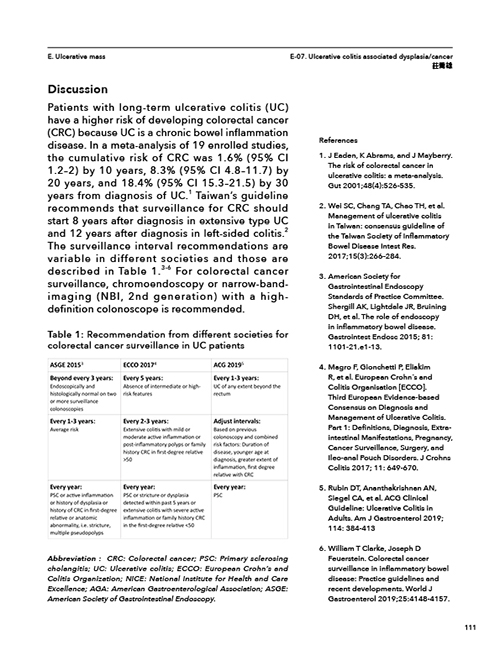 E. Ulcerative mass
E-07. Ulcerative colitis associated dysplasia/cancer
莊喬雄
Discussion
Patients with long-term ulcerative colitis (UC)
have a higher risk of developing colorectal cancer
(CRC) because UC is a chronic bowel inflammation
disease. In a meta-analysis of 19 enrolled studies,
the cumulative risk of CRC was 1.6% (95% CI
1.2–2) by 10 years, 8.3% (95% CI 4.8–11.7) by
20 years, and 18.4% (95% CI 15.3–21.5) by 30
years from diagnosis of UC.1 Taiwan's guideline
recommends that surveillance for CRC should
start 8 years after diagnosis in extensive type UC
and 12 years after diagnosis in left-sided colitis.2
The surveillance interval recommendations are
variable in different societies and those are
described in Table 1.3-6 For colorectal cancer
surveillance, chromoendoscopy or narrow-band-
imaging (NBI, 2nd generation) with a high-
definition colonoscope is recommended.
Table 1: Recommendation from different societies for
colorectal cancer surveillance in UC patients
ASGE 20153 ECCO 20174 ACG 20195
Beyond every 3 years: Every 5 years: Every 1-3 years:
Endoscopically and Absence of intermediate or high- UC of any extent beyond the
histologically normal on two risk features rectum
or more surveillance
colonoscopies
Every 1-3 years: Every 2-3 years: Adjust intervals:
Average risk Extensive colitis with mild or Based on previous
moderate active inflammation or colonoscopy and combined
post-inflammatory polyps or family risk factors: Duration of
history CRC in first-degree relative disease, younger age at
>50 diagnosis, greater extent of
inflammation, first degree
relative with CRC
Every year: Every year: Every year:
PSC or active inflammation PSC or stricture or dysplasia PSC
or history of dysplasia or detected within past 5 years or
history of CRC in first-degree extensive colitis with severe active
relative or anatomic inflammation or family history CRC
abnormality, i.e. stricture, in the first-degree relative <50
multiple pseudopolyps
Abbreviation : CRC: Colorectal cancer; PSC: Primary sclerosing
cholangitis; UC: Ulcerative colitis; ECCO: European Crohn's and
Colitis Organization; NICE: National Institute for Health and Care
Excellence; AGA: American Gastroenterological Association; ASGE:
American Society of Gastrointestinal Endoscopy.
References
1. J Eaden, K Abrams, and J Mayberry.
The risk of colorectal cancer in
ulcerative colitis: a meta-analysis.
Gut 2001;48(4):526-535.
2. Wei SC, Chang TA, Chao TH, et al.
Management of ulcerative colitis
in Taiwan: consensus guideline of
the Taiwan Society of Inflammatory
Bowel Disease Intest Res.
2017;15(3):266–284.
3. American Society for
Gastrointestinal Endoscopy
Standards of Practice Committee.
Shergill AK, Lightdale JR, Bruining
DH, et al. The role of endoscopy
in inflammatory bowel disease.
Gastrointest Endosc 2015; 81:
1101-21.e1-13.
4. Magro F, Gionchetti P, Eliakim
R, et al. European Crohn's and
Colitis Organisation [ECCO].
Third European Evidence-based
Consensus on Diagnosis and
Management of Ulcerative Colitis.
Part 1: Definitions, Diagnosis, Extra-
intestinal Manifestations, Pregnancy,
Cancer Surveillance, Surgery, and
Ileo-anal Pouch Disorders. J Crohns
Colitis 2017; 11: 649-670.
5. Rubin DT, Ananthakrishnan AN,
Siegel CA, et al. ACG Clinical
Guideline: Ulcerative Colitis in
Adults. Am J Gastroenterol 2019;
114: 384-413
6. William T Clarke, Joseph D
Feuerstein. Colorectal cancer
surveillance in inflammatory bowel
disease: Practice guidelines and
recent developments. World J
Gastroenterol 2019;25:4148-4157.
111